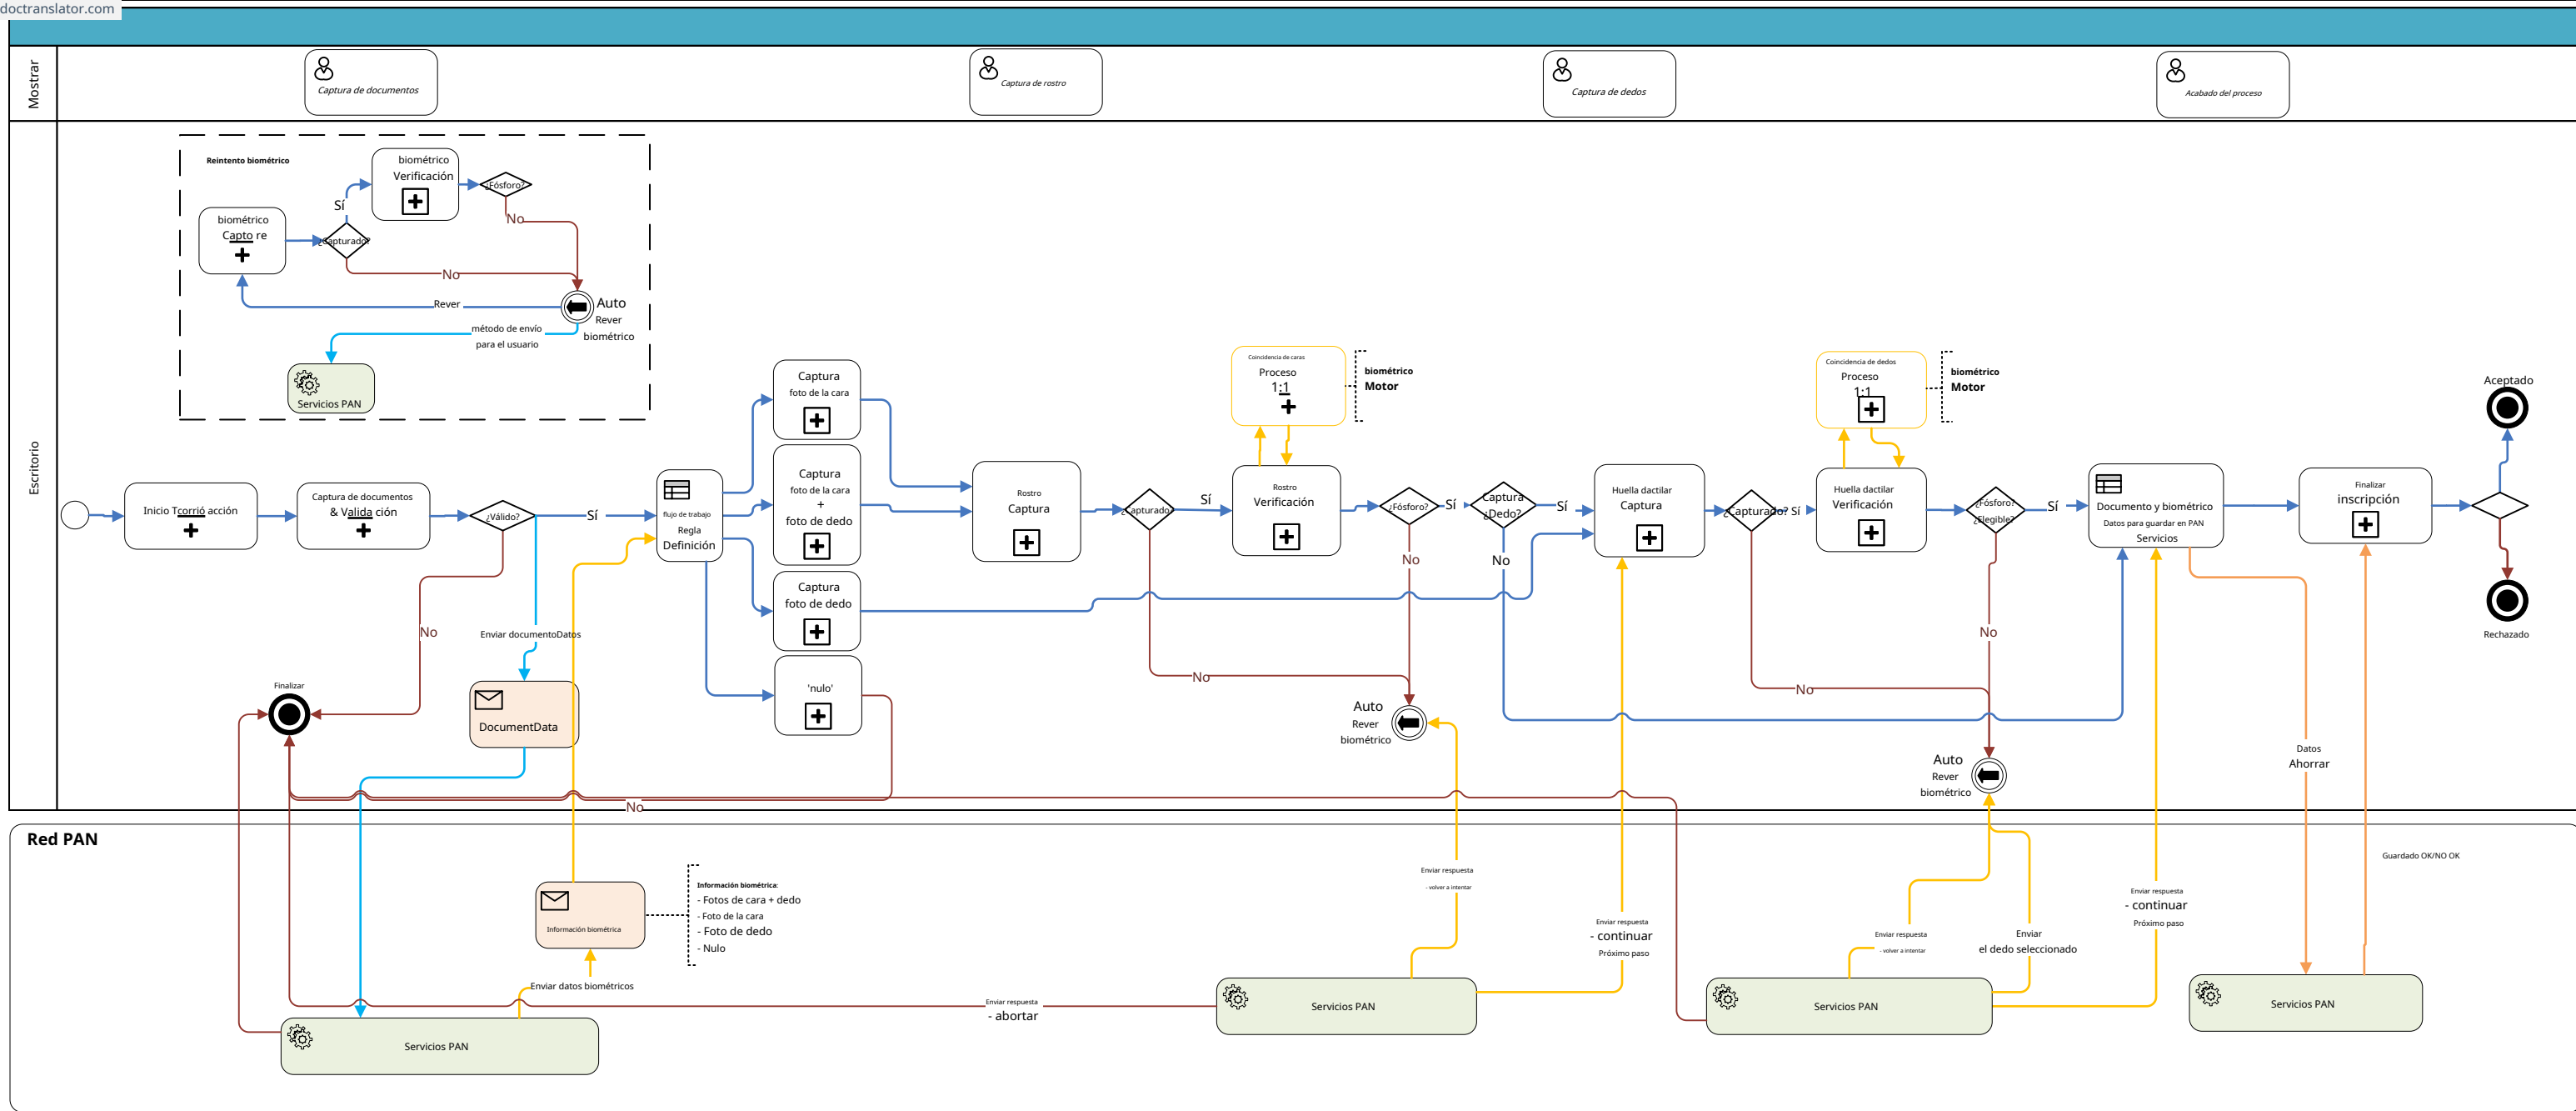 doctranslator.com
Mostrar
Captura de documentos
Captura de rostro
Captura de dedos
Acabado del proceso
Escritorio
Reintento biométrico
biométrico
Verificación
¿Fósforo?
Sí
No
biométrico
Capto re
¿Capturado?
No
Rever
Auto
Rever
biométrico
método de envío
para el usuario
Servicios PAN
Inicio Tcorrió acción
Captura de documentos
& Valida ción
¿Válido?
Sí
No
Enviar documentoDatos
DocumentData
Finalizar
flujo de trabajo
Regla
Definición
Captura
foto de la cara
Captura
foto de la cara
+
foto de dedo
Captura
foto de dedo
'nulo'
No
Rostro
Captura
¿Capturado?
Sí
No
Coincidencia de caras
Proceso
1:1
biométrico
Motor
Rostro
Verificación
¿Fósforo?
Sí
No
Auto
Rever
biométrico
Captura
¿Dedo?
Sí
No
Huella dactilar
Captura
¿Capturado?
Sí
No
Coincidencia de dedos
Proceso
1:1
biométrico
Motor
Huella dactilar
Verificación
¿Fósforo?
¿Elegible?
Sí
No
Auto
Rever
biométrico
Documento y biométrico
Datos para guardar en PAN
Servicios
Finalizar
inscripción
Aceptado
Rechazado
Datos
Ahorrar
Red PAN
Guardado OK/NO OK
Información biométrica
Información biométrica:
- Fotos de cara + dedo
- Foto de la cara
- Foto de dedo
- Nulo
Enviar datos biométricos
Servicios PAN
Enviar respuesta
- abortar
Enviar respuesta
- volver a intentar
Servicios PAN
Enviar respuesta
- continuar
Próximo paso
Enviar respuesta
- volver a intentar
Enviar
el dedo seleccionado
Servicios PAN
Enviar respuesta
- continuar
Próximo paso
Servicios PAN